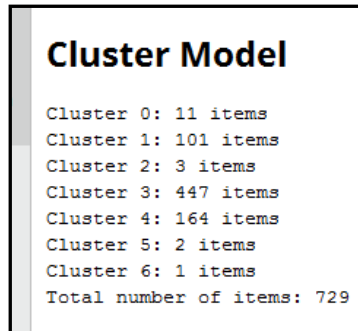 Cluster Model
Cluster 0: 11 items
Cluster 1: 101 items
Cluster 2: 3 items
Cluster 3: 447 items
Cluster 4: 164 items
Cluster 5: 2 items
Cluster 6: 1 items
Total number of items: 729